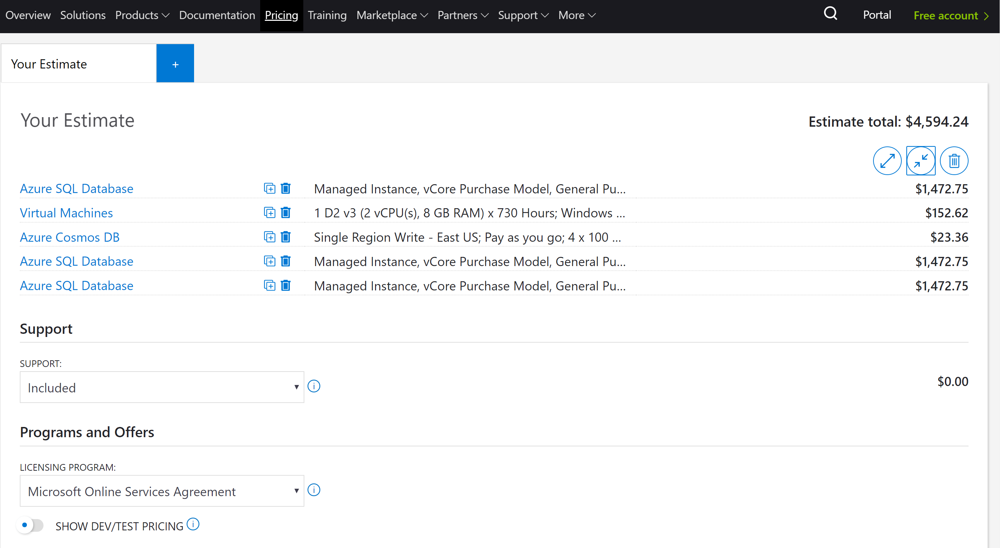 Overview Solutions Products Documentation Pricing Training Marketplace Partners Support More Portal Free account
Your Estimate +
Your Estimate Estimate total: $4,594.24
Azure SQL Database Managed Instance, vCore Purchase Model, General Pu... $1,472.75
Virtual Machines 1 D2 v3 (2 vCPU(s), 8 GB RAM) x 730 Hours; Windows ... $152.62
Azure Cosmos DB Single Region Write - East US; Pay as you go; 4 x 100 ... $23.36
Azure SQL Database Managed Instance, vCore Purchase Model, General Pu... $1,472.75
Azure SQL Database Managed Instance, vCore Purchase Model, General Pu... $1,472.75
Support
SUPPORT:
Included $0.00
Programs and Offers
LICENSING PROGRAM:
Microsoft Online Services Agreement
SHOW DEV/TEST PRICING